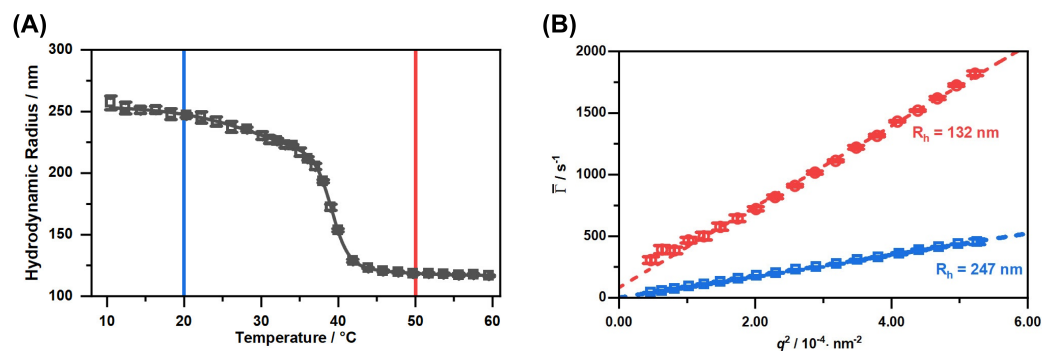 (A)
300
250
200
150
100
Hydrodynamic Radius / nm
10 20 30 40 50 60
Temperature / °C
(B)
2000
1500
1000
500
0
Γ̅ / s⁻¹
R_h = 132 nm
R_h = 247 nm
0.00 2.00 4.00 6.00
q² / 10⁻⁴· nm⁻²